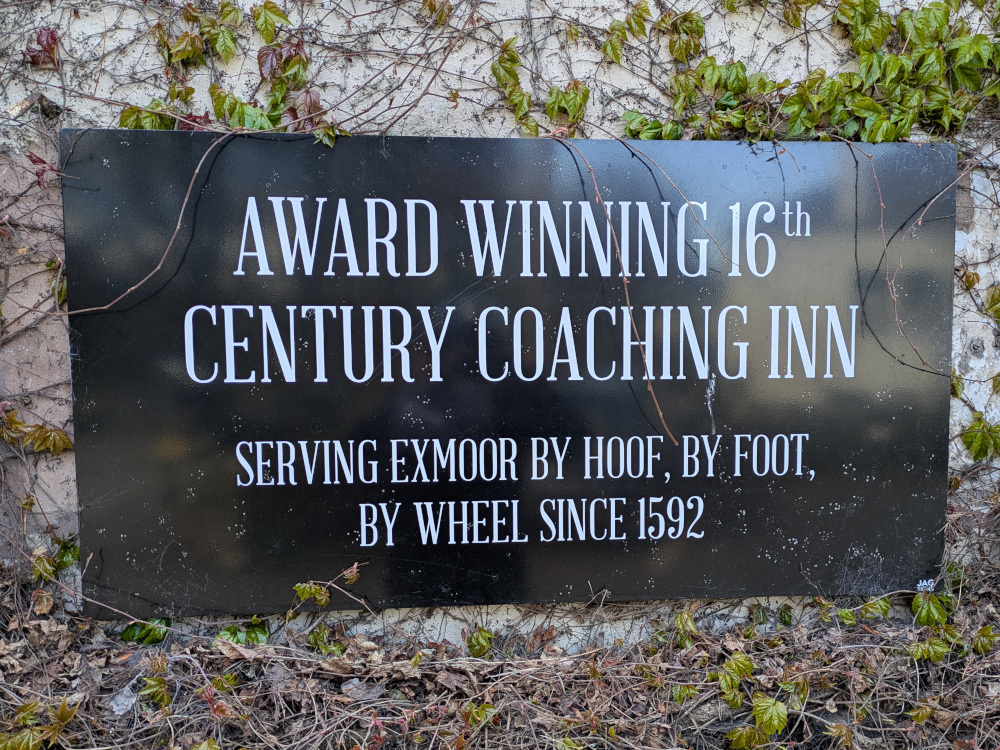 AWARD WINNING 16th
CENTURY COACHING INN
SERVING EXMOOR BY HOOF, BY FOOT,
BY WHEEL SINCE 1592
JAG